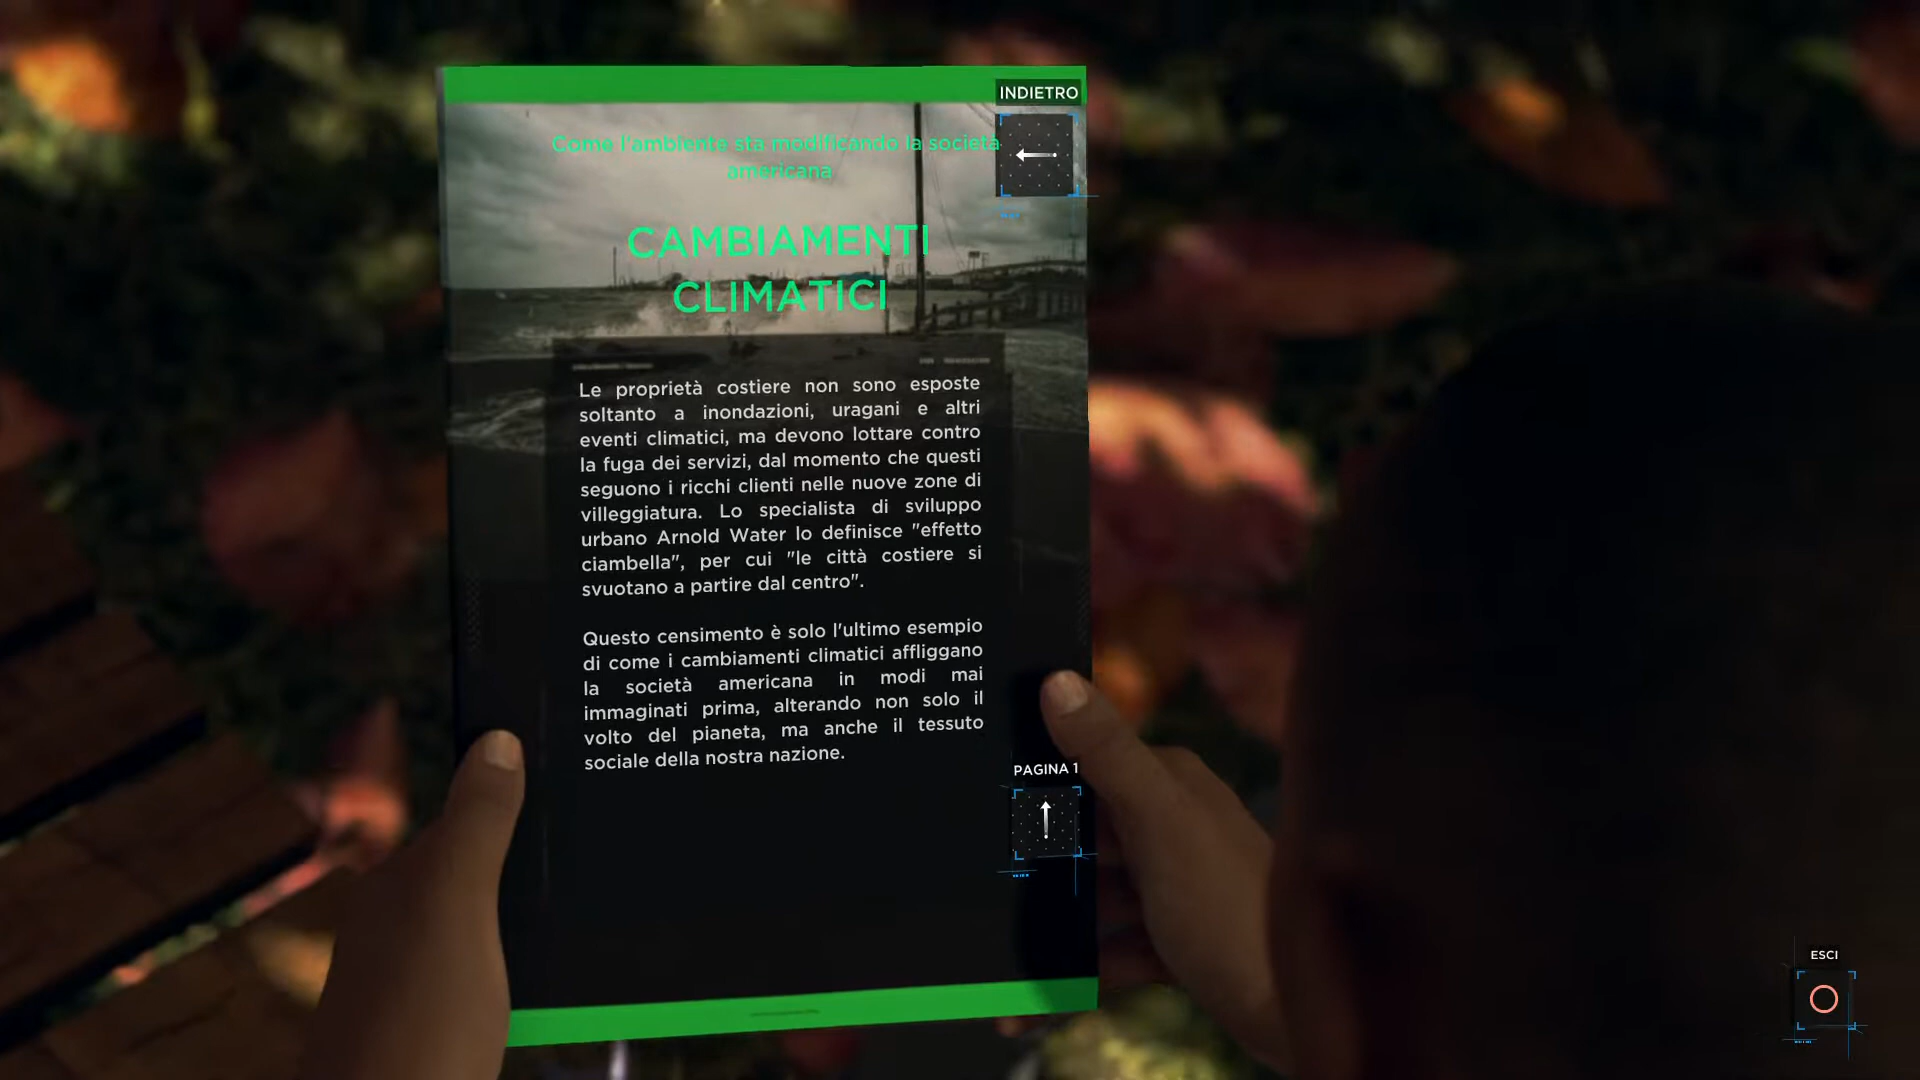 INDIETRO
Come l'ambiente sta modificando la società
americana
CAMBIAMENTI
CLIMATICI
Le proprietà costiere non sono esposte
soltanto a inondazioni, uragani e altri
eventi climatici, ma devono lottare contro
la fuga dei servizi, dal momento che questi
seguono i ricchi clienti nelle nuove zone di
villeggiatura. Lo specialista di sviluppo
urbano Arnold Water lo definisce "effetto
ciambella", per cui "le città costiere si
svuotano a partire dal centro".
Questo censimento è solo l'ultimo esempio
di come i cambiamenti climatici affliggano
la società americana in modi mai
immaginati prima, alterando non solo il
volto del pianeta, ma anche il tessuto
sociale della nostra nazione.
PAGINA 1
ESCI